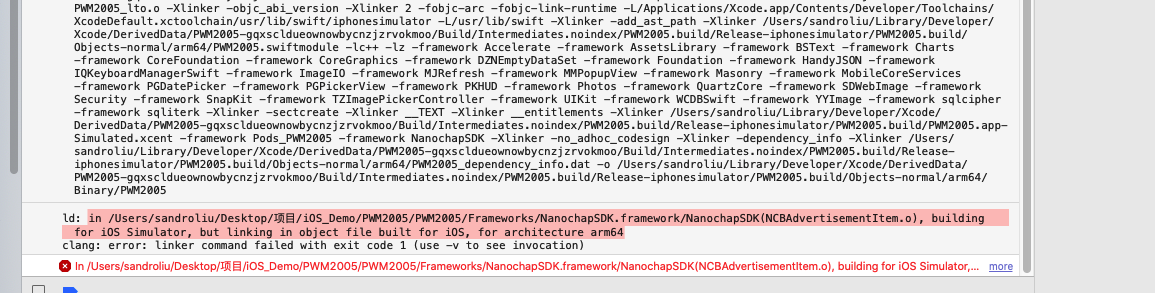 PWM2005_lto.o -Xlinker -objc_abi_version -Xlinker 2 -fobjc-arc -fobjc-link-runtime -L/Applications/Xcode.app/Contents/Developer/Toolchains/
XcodeDefault.xctoolchain/usr/lib/swift/iphonesimulator -L/usr/lib/swift -Xlinker -add_ast_path -Xlinker /Users/sandroliu/Library/Developer/
Xcode/DerivedData/PWM2005-gqxscldueownowbycnzjzrvokmoo/Build/Intermediates.noindex/PWM2005.build/Release-iphonesimulator/PWM2005.build/
Objects-normal/arm64/PWM2005.swiftmodule -lc++ -lz -framework Accelerate -framework AssetsLibrary -framework BSText -framework Charts
-framework CoreFoundation -framework CoreGraphics -framework DZNEmptyDataSet -framework Foundation -framework HandyJSON -framework
IQKeyboardManagerSwift -framework ImageIO -framework MJRefresh -framework MMPopupView -framework Masonry -framework MobileCoreServices
-framework PGDatePicker -framework PGPickerView -framework PKHUD -framework Photos -framework QuartzCore -framework SDWebImage -framework
Security -framework SnapKit -framework TZImagePickerController -framework UIKit -framework WCDBSwift -framework YYImage -framework sqlcipher
-framework sqliterk -Xlinker -sectcreate -Xlinker __TEXT -Xlinker __entitlements -Xlinker /Users/sandroliu/Library/Developer/Xcode/
DerivedData/PWM2005-gqxscldueownowbycnzjzrvokmoo/Build/Intermediates.noindex/PWM2005.build/Release-iphonesimulator/PWM2005.build/PWM2005.app-
Simulated.xcent -framework Pods_PWM2005 -framework NanochapSDK -Xlinker -no_adhoc_codesign -Xlinker -dependency_info -Xlinker /Users/
sandroliu/Library/Developer/Xcode/DerivedData/PWM2005-gqxscldueownowbycnzjzrvokmoo/Build/Intermediates.noindex/PWM2005.build/Release-
iphonesimulator/PWM2005.build/Objects-normal/arm64/PWM2005_dependency_info.dat -o /Users/sandroliu/Library/Developer/Xcode/DerivedData/
PWM2005-gqxscldueownowbycnzjzrvokmoo/Build/Intermediates.noindex/PWM2005.build/Release-iphonesimulator/PWM2005.build/Objects-normal/arm64/
Binary/PWM2005
ld: in /Users/sandroliu/Desktop/项目/iOS_Demo/PWM2005/PWM2005/Frameworks/NanochapSDK.framework/NanochapSDK(NCBAdvertisementItem.o), building
for iOS Simulator, but linking in object file built for iOS, for architecture arm64
clang: error: linker command failed with exit code 1 (use -v to see invocation)
In /Users/sandroliu/Desktop/项目/iOS_Demo/PWM2005/PWM2005/Frameworks/NanochapSDK.framework/NanochapSDK(NCBAdvertisementItem.o), building for iOS Simulator,... more